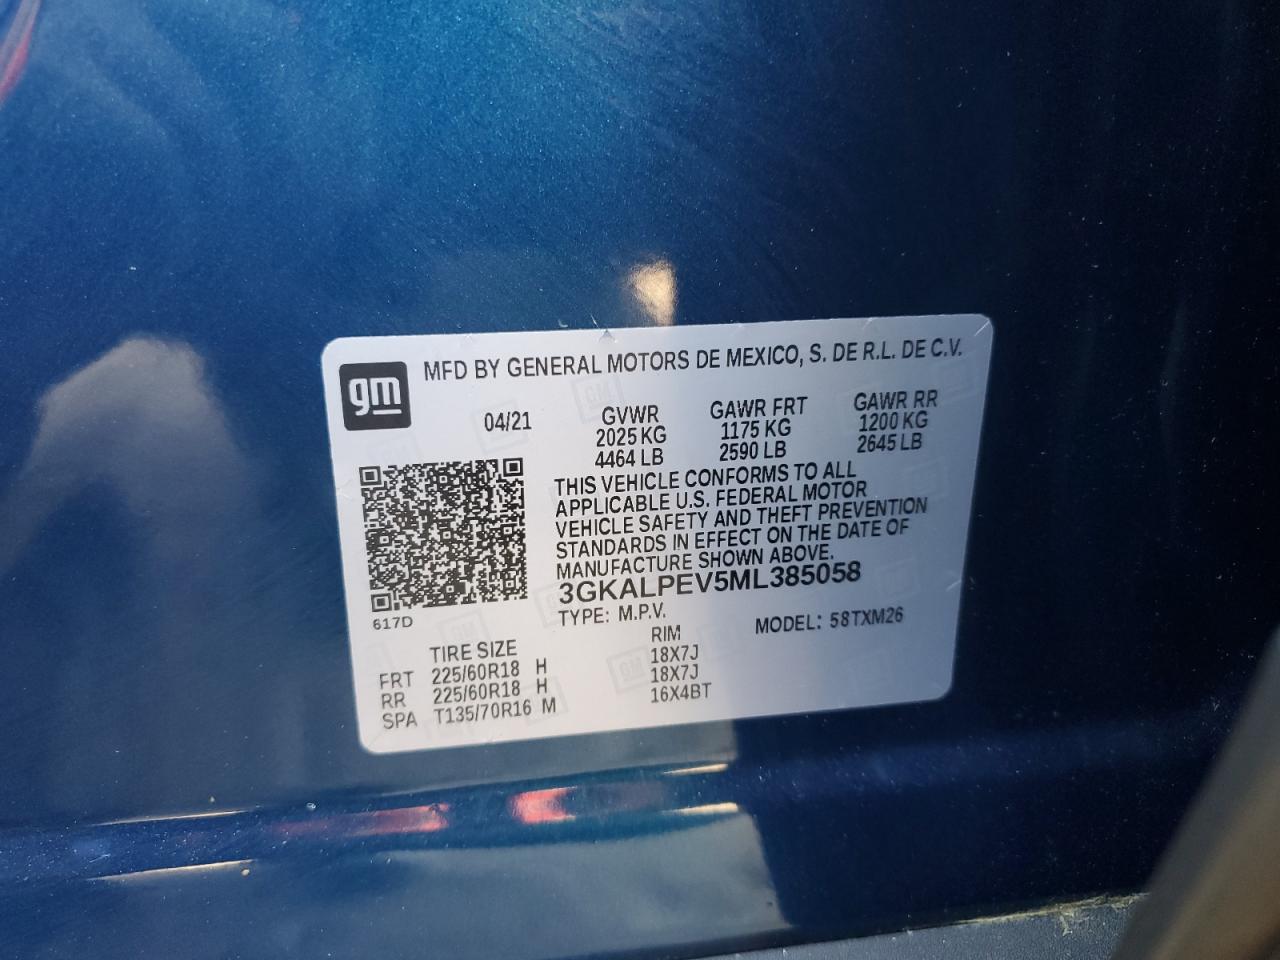 gm
MFD BY GENERAL MOTORS DE MEXICO, S. DE R.L. DE C.V.
04/21 GVWR GAWR FRT GAWR RR
2025 KG 1175 KG 1200 KG
4464 LB 2590 LB 2645 LB
THIS VEHICLE CONFORMS TO ALL
APPLICABLE U.S. FEDERAL MOTOR
VEHICLE SAFETY AND THEFT PREVENTION
STANDARDS IN EFFECT ON THE DATE OF
MANUFACTURE SHOWN ABOVE.
3GKALPEV5ML385058
617D
TYPE: M.P.V. MODEL: 58TXM26
TIRE SIZE RIM
FRT 225/60R18 H 18X7J
RR 225/60R18 H 18X7J
SPA T135/70R16 M 16X4BT